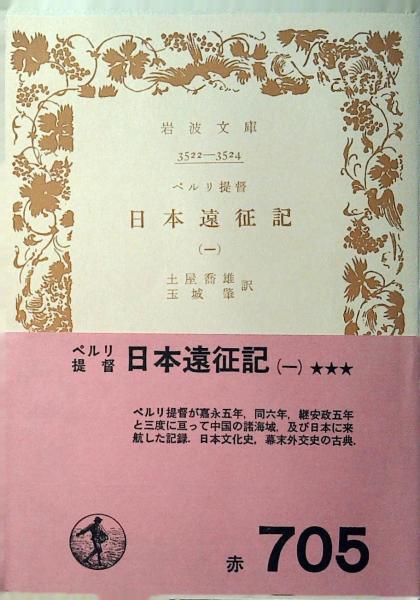 岩波文庫
3522—3524
ペルリ提督
日本遠征記
(一)
土屋喬雄
玉城肇 訳
ペルリ提督 日本遠征記(一)★★★
ペルリ提督が嘉永五年，同六年，継安政五年
と三度に亘って中国の諸海域，及び日本に来
航した記録．日本文化史，幕末外交史の古典．
赤 705